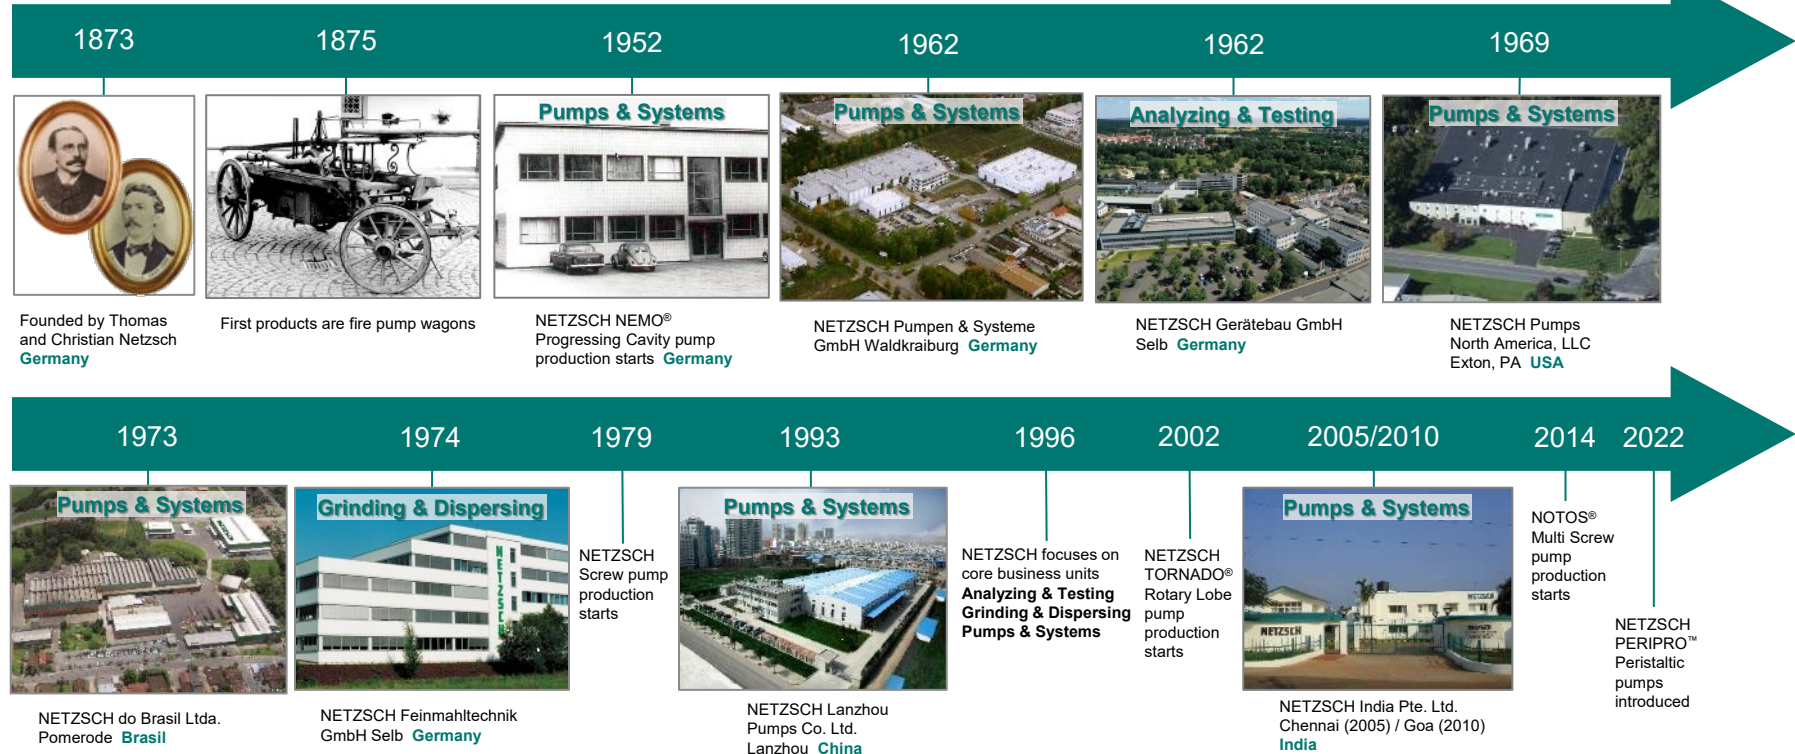 1873
1875
1952
1962
1962
1969
Pumps & Systems
Pumps & Systems
Analyzing & Testing
Pumps & Systems
Founded by Thomas
and Christian Netzsch
Germany
First products are fire pump wagons
NETZSCH NEMO®
Progressing Cavity pump
production starts Germany
NETZSCH Pumpen & Systeme
GmbH Waldkraiburg Germany
NETZSCH Gerätebau GmbH
Selb Germany
NETZSCH Pumps
North America, LLC
Exton, PA USA
1973
1974
1979
1993
1996
2002
2005/2010
2014
2022
Pumps & Systems
NETZSCH do Brasil Ltda.
Pomerode Brasil
Grinding & Dispersing
NETZSCH
NETZSCH Feinmahltechnik
GmbH Selb Germany
NETZSCH
Screw pump
production
starts
Pumps & Systems
NETZSCH Lanzhou
Pumps Co. Ltd.
Lanzhou China
NETZSCH focuses on
core business units
Analyzing & Testing
Grinding & Dispersing
Pumps & Systems
NETZSCH
TORNADO®
Rotary Lobe
pump
production
starts
Pumps & Systems
NETZSCH
NETZSCH
NETZSCH India Pte. Ltd.
Chennai (2005) / Goa (2010)
India
NOTOS®
Multi Screw
pump
production
starts
NETZSCH
PERIPRO™
Peristaltic
pumps
introduced